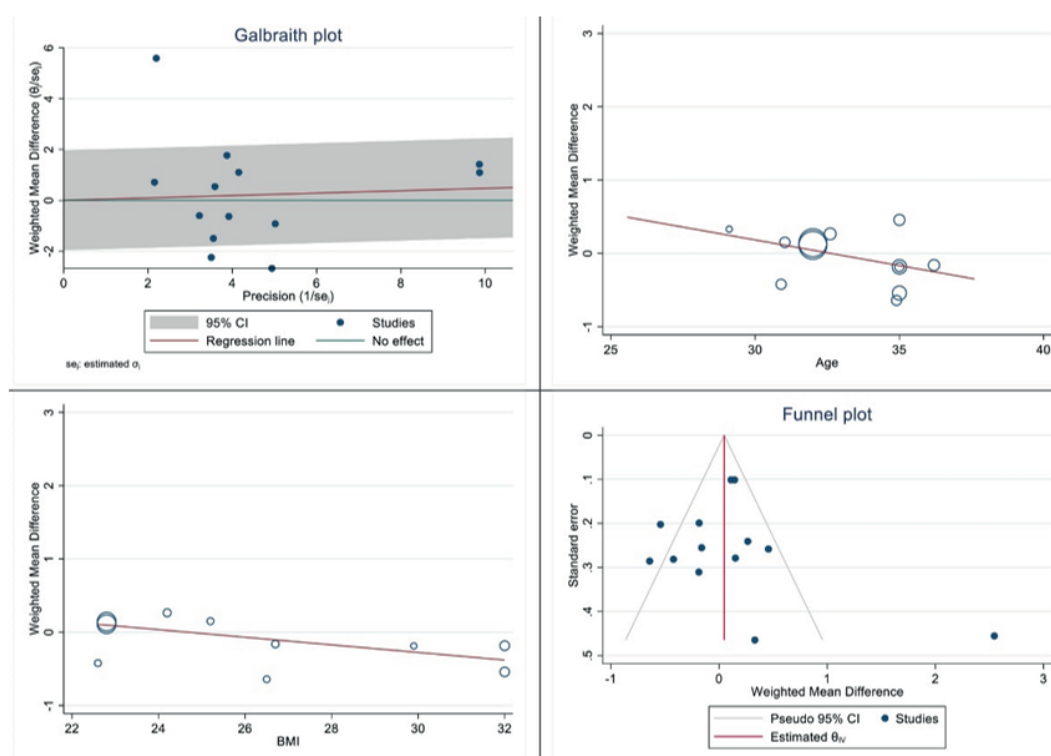 Galbraith plot
Weighted Mean Difference (θj/sej)
6
4
2
0
-2
0 2 4 6 8 10
Precision (1/sej)
95% CI Studies
Regression line No effect
sej: estimated σj
Weighted Mean Difference
3
2
1
0
-1
25 30 35 40
Age
Weighted Mean Difference
3
2
1
0
-1
22 24 26 28 30 32
BMI
Funnel plot
Standard error
0
.1
.2
.3
.4
.5
-1 0 1 2 3
Weighted Mean Difference
Pseudo 95% CI Studies
Estimated θIV